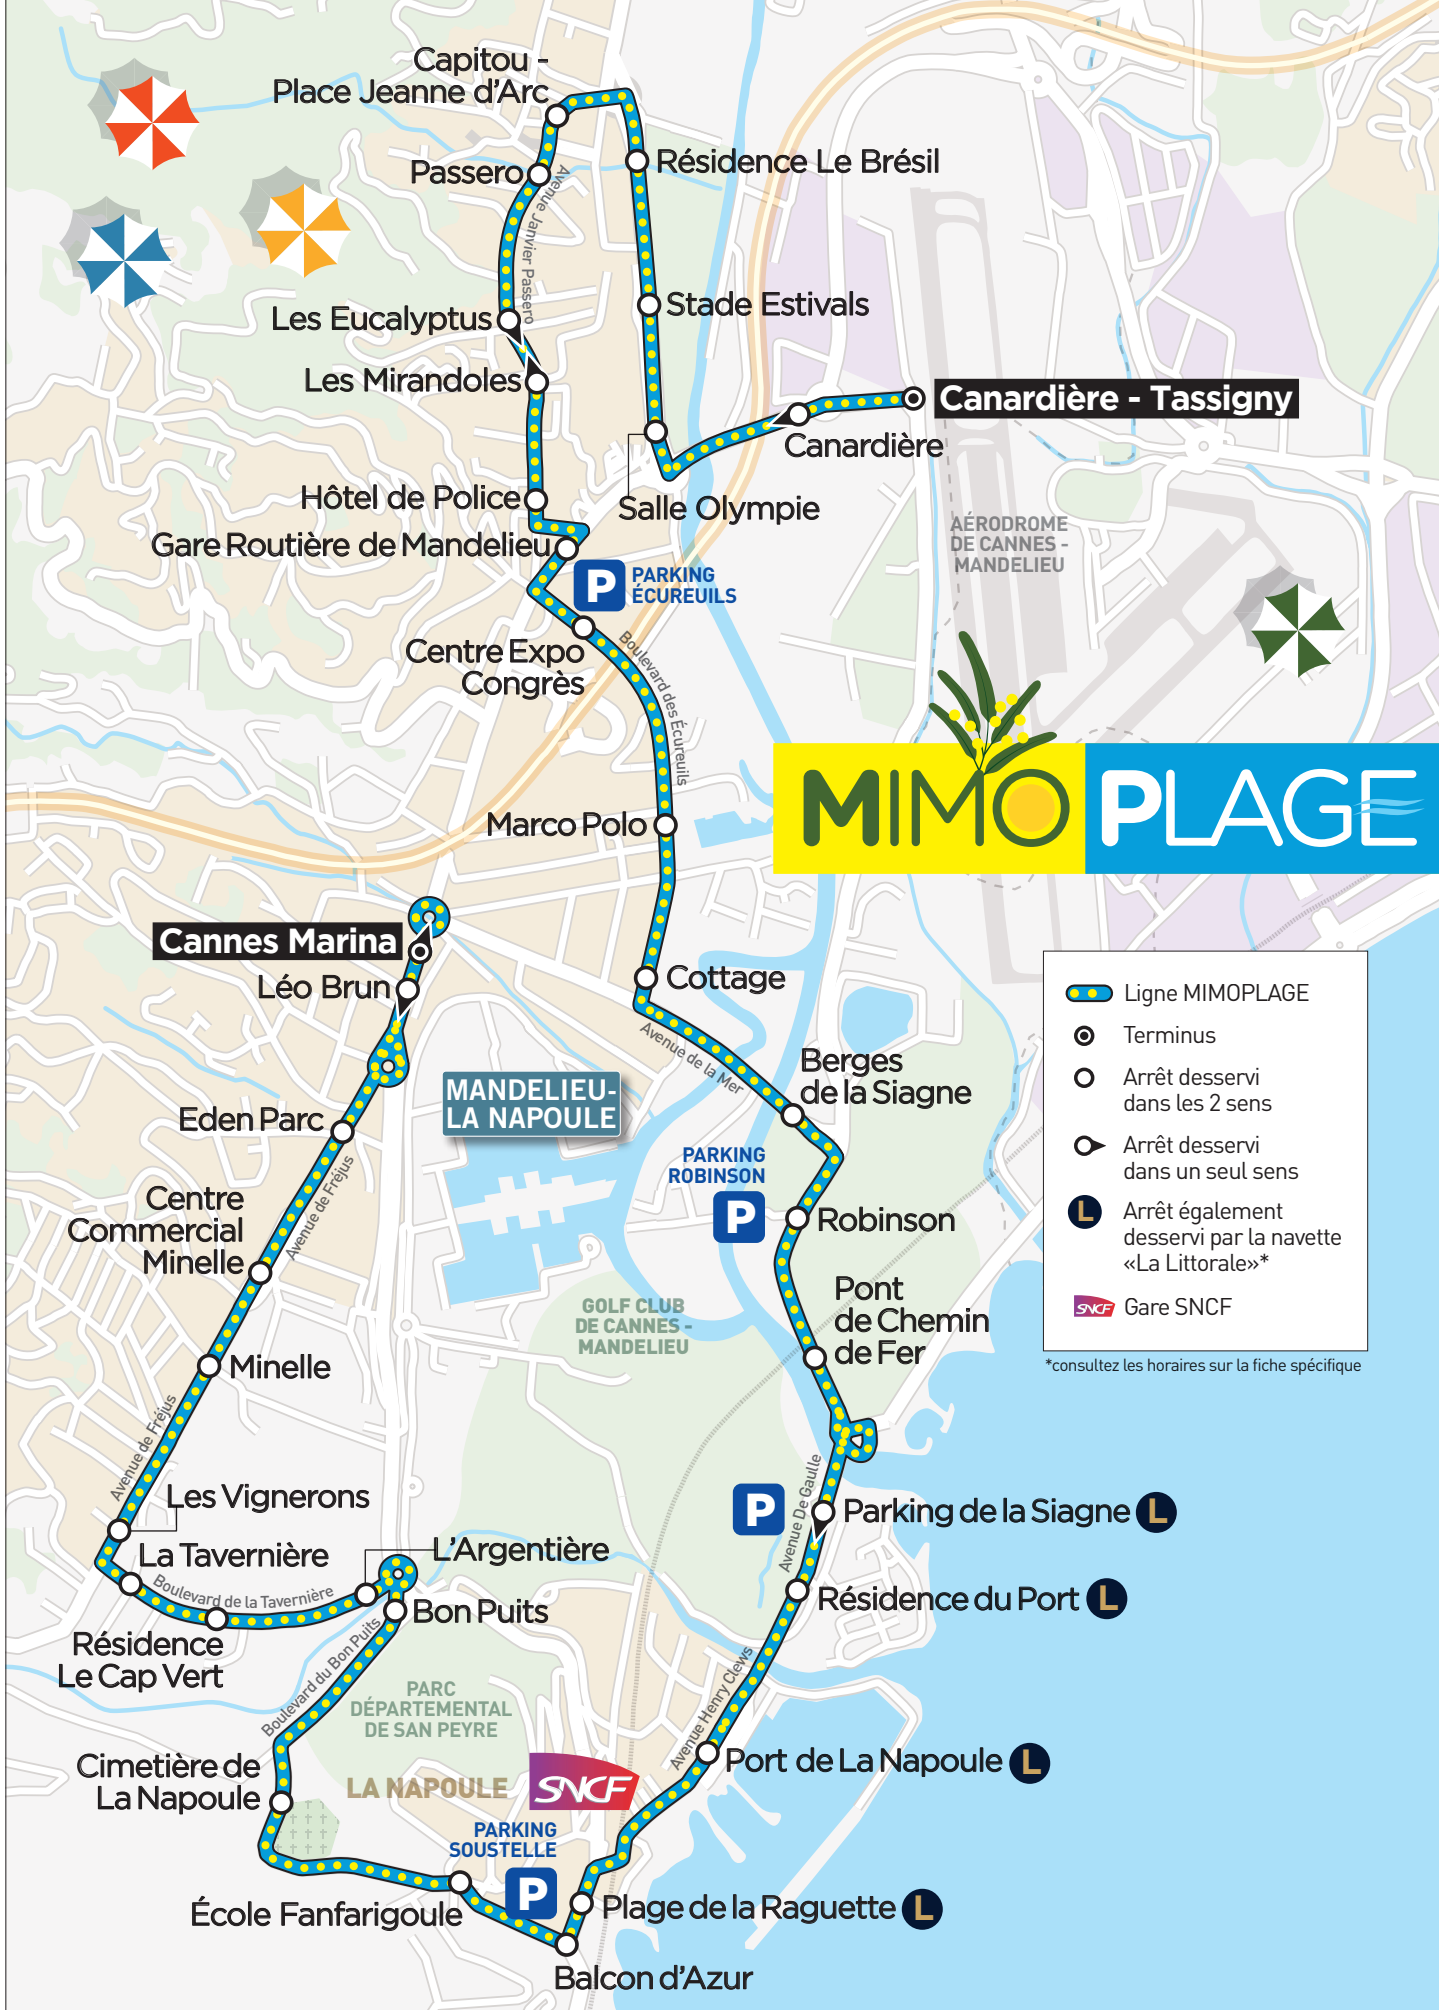 Capitou -
Place Jeanne d'Arc
Passero
Résidence Le Brésil
Avenue Janvier Passero
Stade Estivals
Les Eucalyptus
Les Mirandoles
Canardière - Tassigny
Canardière
Hôtel de Police
Salle Olympie
Gare Routière de Mandelieu
AÉRODROME
DE CANNES -
MANDELIEU
P
PARKING
ÉCUREUILS
Centre Expo
Congrès
Boulevard des Écureuils
MIMOPLAGE
Marco Polo
Cannes Marina
Léo Brun
Cottage
Avenue de la Mer
Berges
de la Siagne
MANDELIEU-
LA NAPOULE
Eden Parc
PARKING
ROBINSON
P
Robinson
Centre
Commercial
Minelle
Avenue de Fréjus
Pont
de Chemin
de Fer
GOLF CLUB
DE CANNES -
MANDELIEU
Minelle
Avenue de Fréjus
Ligne MIMOPLAGE
Terminus
Arrêt desservi
dans les 2 sens
Arrêt desservi
dans un seul sens
L
Arrêt également
desservi par la navette
«La Littorale»*
SNCF
Gare SNCF
*consultez les horaires sur la fiche spécifique
Les Vignerons
P
Avenue De Gaulle
Parking de la Siagne
L
La Tavernière
L'Argentière
Boulevard de la Tavernière
Bon Puits
Résidence du Port
L
Résidence
Le Cap Vert
Boulevard du Bon Puits
PARC
DÉPARTEMENTAL
DE SAN PEYRE
Avenue Henry Clews
Port de La Napoule
L
Cimetière de
La Napoule
LA NAPOULE
SNCF
PARKING
SOUSTELLE
P
École Fanfarigoule
Plage de la Raguette
L
Balcon d'Azur